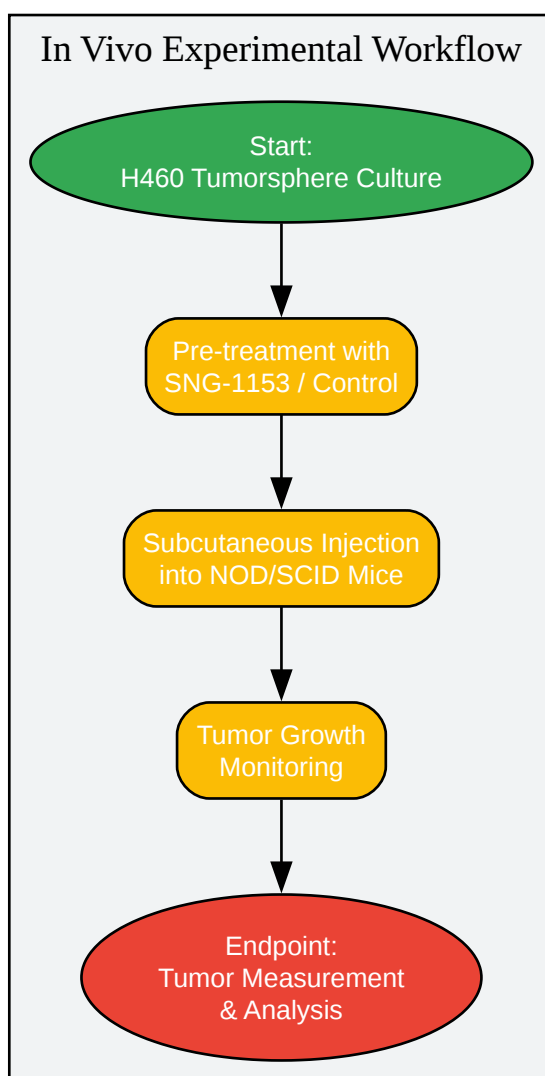 In Vivo Experimental Workflow
Start:
H460 Tumorsphere Culture
Pre-treatment with
SNG-1153 / Control
Subcutaneous Injection
into NOD/SCID Mice
Tumor Growth
Monitoring
Endpoint:
Tumor Measurement
& Analysis